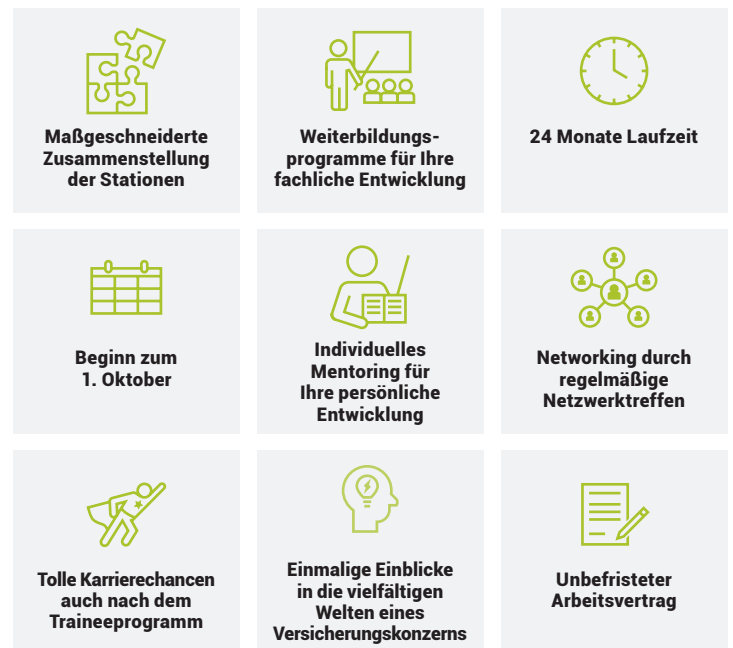 Maßgeschneiderte
Zusammenstellung
der Stationen
Weiterbildungs-
programme für Ihre
fachliche Entwicklung
24 Monate Laufzeit
Beginn zum
1. Oktober
Individuelles
Mentoring für
Ihre persönliche
Entwicklung
Networking durch
regelmäßige
Netzwerktreffen
Tolle Karrierechancen
auch nach dem
Traineeprogramm
Einmalige Einblicke
in die vielfältigen
Welten eines
Versicherungskonzerns
Unbefristeter
Arbeitsvertrag